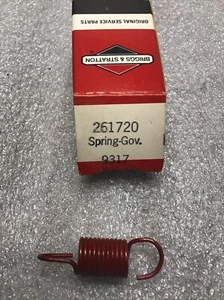 ORIGINAL SERVICE PARTS
BRIGGS & STRATTON
261720
Spring-Gov.
9317